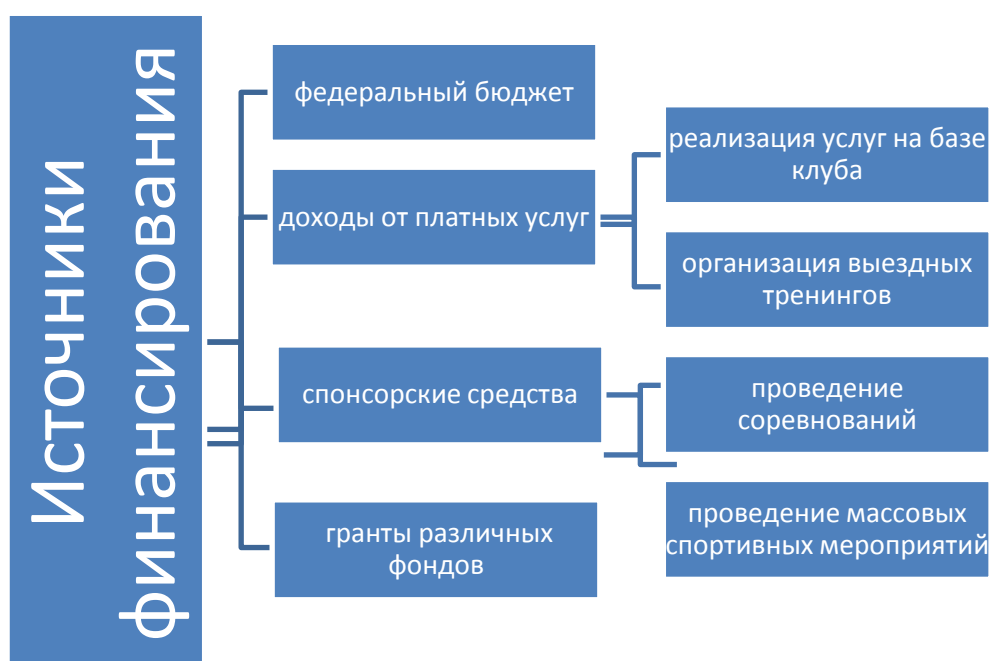 Источники
финансирования
федеральный бюджет
доходы от платных услуг
реализация услуг на базе
клуба
организация выездных
тренингов
спонсорские средства
проведение
соревнований
проведение массовых
спортивных мероприятий
гранты различных
фондов